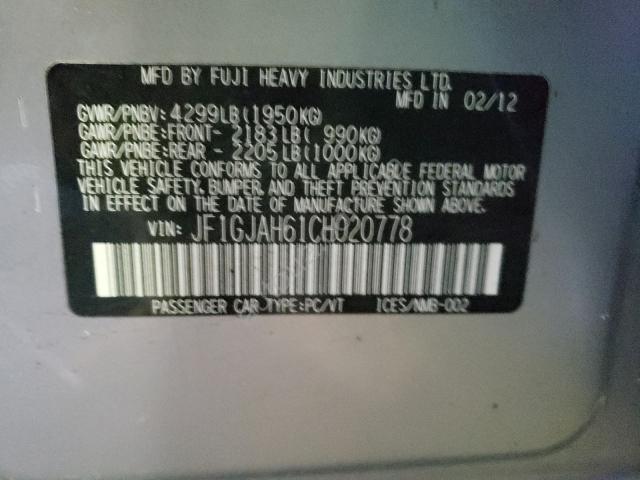 MFD BY FUJI HEAVY INDUSTRIES LTD.
MFD IN 02/12
GVWR/PNBV: 4299LB(1950KG)
GAWR/PNBE:FRONT- 2183LB( 990KG)
GAWR/PNBE:REAR - 2205LB(1000KG)
THIS VEHICLE CONFORMS TO ALL APPLICABLE FEDERAL MOTOR
VEHICLE SAFETY, BUMPER, AND THEFT PREVENTION STANDARDS
IN EFFECT ON THE DATE OF MANUFACTURE SHOWN ABOVE.
VIN: JF1GJAH61CH020778
PASSENGER CAR TYPE:PC/VT ICES/NMB-002